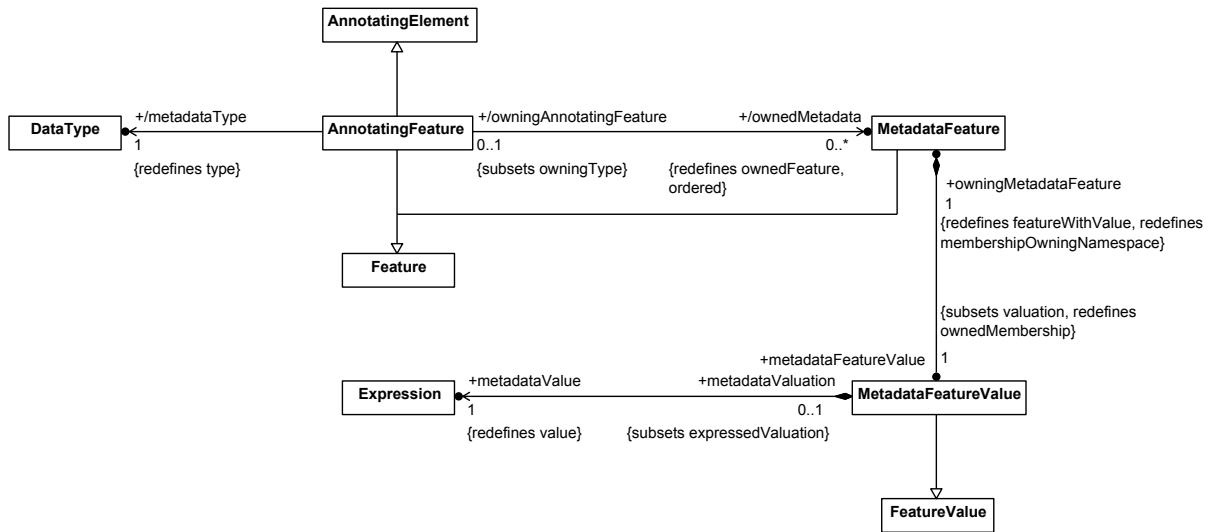 AnnotatingElement
+/metadataType
+/owningAnnotatingFeature
+/ownedMetadata
DataType
AnnotatingFeature
MetadataFeature
1
0..1
0..*
{redefines type}
{subsets owningType}
{redefines ownedFeature,
ordered}
+owningMetadataFeature
1
{redefines featureWithValue, redefines
membershipOwningNamespace}
Feature
{subsets valuation, redefines
ownedMembership}
+metadataFeatureValue
1
+metadataValue
+metadataValuation
Expression
MetadataFeatureValue
1
0..1
{redefines value}
{subsets expressedValuation}
FeatureValue